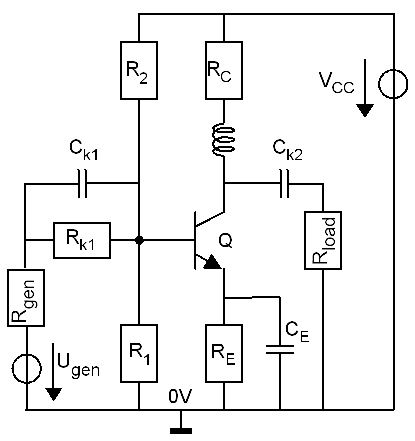 R2
RC
VCC
Ck1
Ck2
Rk1
Q
Rload
Rgen
R1
RE
CE
Ugen
0V